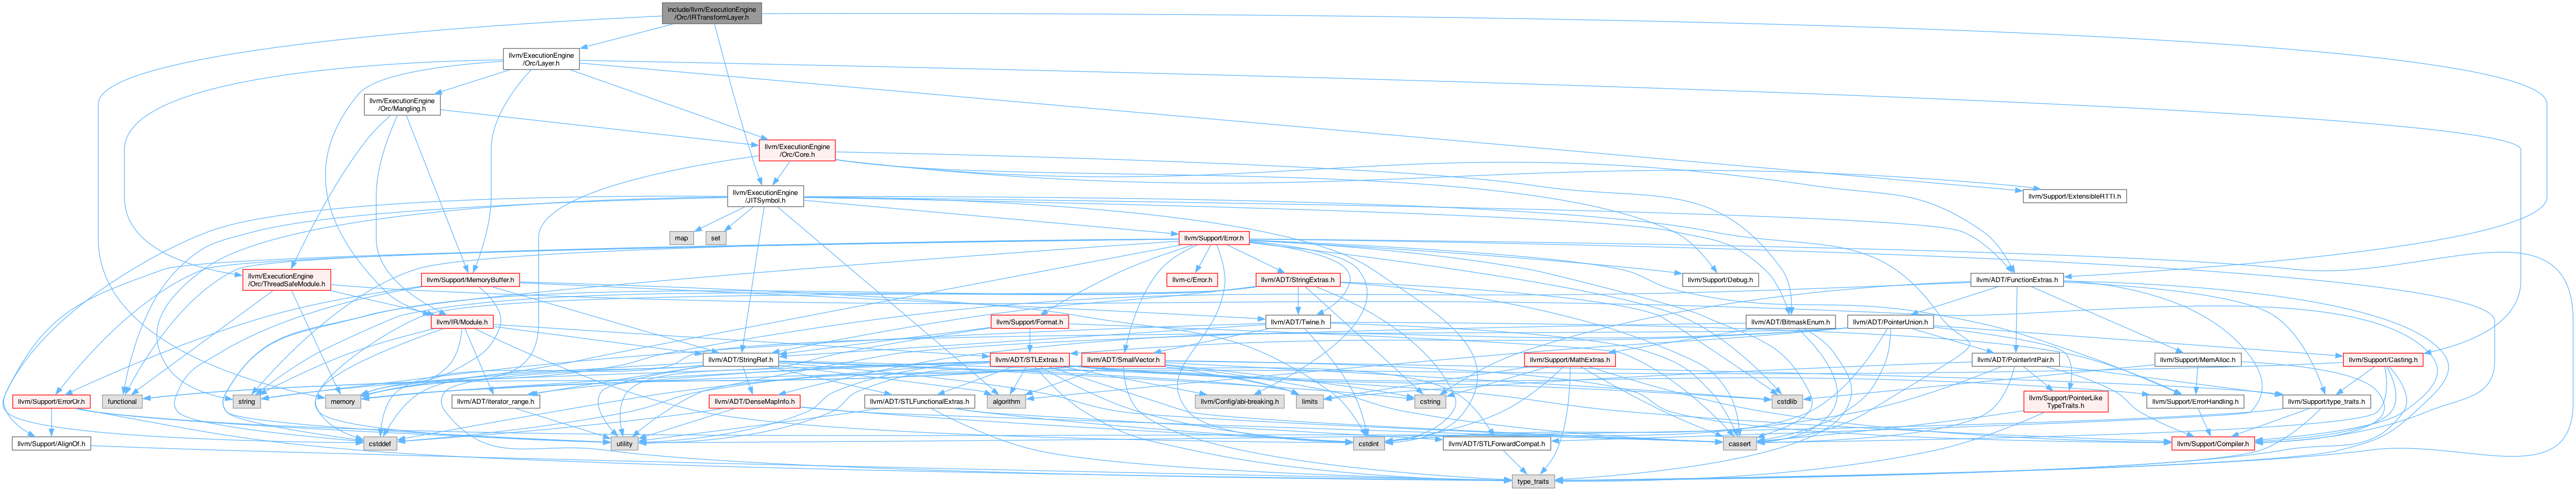 include/llvm/ExecutionEngine
/Orc/IRTransformLayer.h
llvm/ExecutionEngine
/Orc/Layer.h
llvm/ExecutionEngine
/Orc/Mangling.h
llvm/ExecutionEngine
/Orc/Core.h
llvm/ExecutionEngine
/JITSymbol.h
llvm/Support/ExtensibleRTTI.h
map
set
llvm/Support/Error.h
llvm/ExecutionEngine
/Orc/ThreadSafeModule.h
llvm/Support/MemoryBuffer.h
llvm-c/Error.h
llvm/ADT/StringExtras.h
llvm/Support/Debug.h
llvm/ADT/FunctionExtras.h
llvm/IR/Module.h
llvm/Support/Format.h
llvm/ADT/Twine.h
llvm/ADT/BitmaskEnum.h
llvm/ADT/PointerUnion.h
llvm/ADT/StringRef.h
llvm/ADT/STLExtras.h
llvm/ADT/SmallVector.h
llvm/Support/MathExtras.h
llvm/ADT/PointerIntPair.h
llvm/Support/MemAlloc.h
llvm/Support/Casting.h
llvm/Support/ErrorOr.h
functional
string
memory
llvm/ADT/iterator_range.h
llvm/ADT/DenseMapInfo.h
llvm/ADT/STLFunctionalExtras.h
algorithm
llvm/Config/abi-breaking.h
limits
cstring
cstdlib
llvm/Support/PointerLike
TypeTraits.h
llvm/Support/ErrorHandling.h
llvm/Support/type_traits.h
llvm/Support/AlignOf.h
cstddef
utility
cstdint
llvm/ADT/STLForwardCompat.h
cassert
llvm/Support/Compiler.h
type_traits